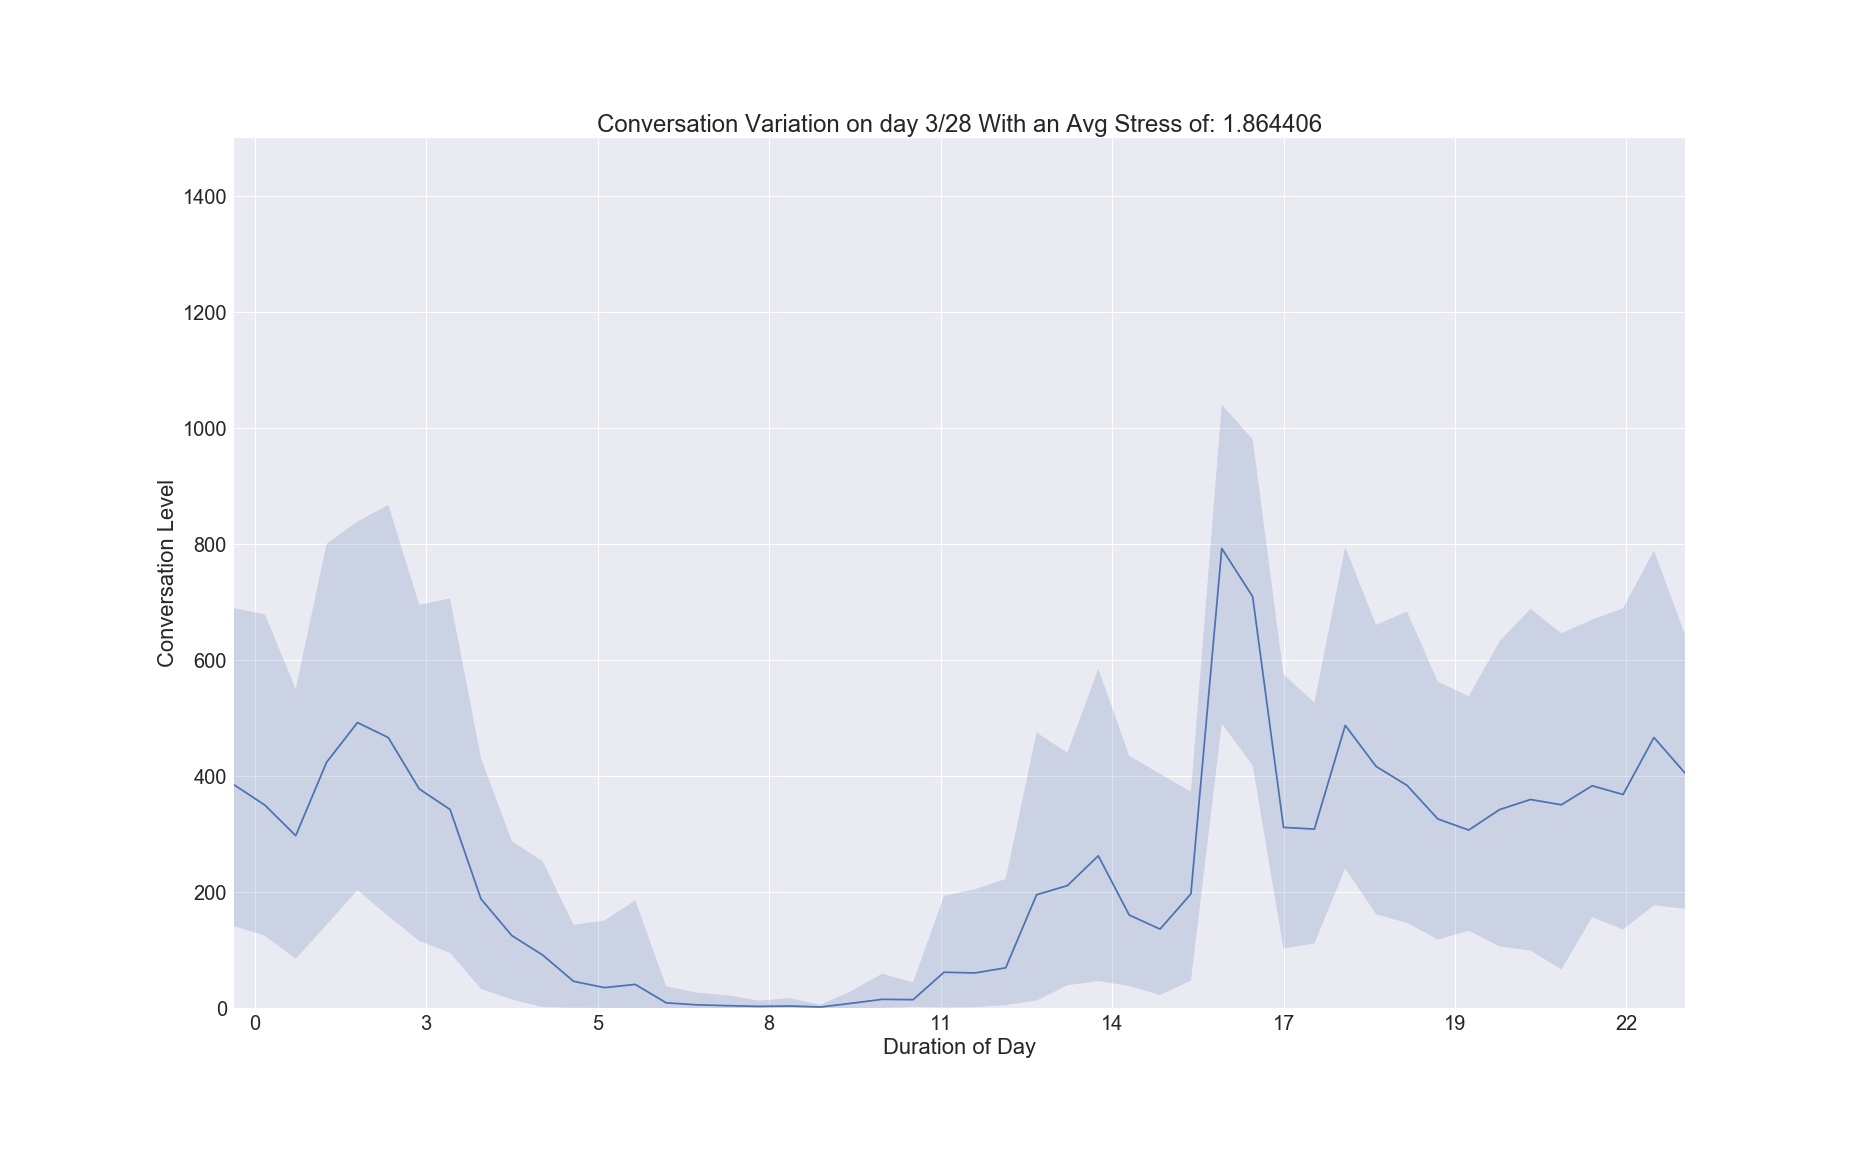 Conversation Variation on day 3/28 With an Avg Stress of: 1.864406
1400
1200
1000
800
600
400
200
0
Conversation Level
0 3 5 8 11 14 17 19 22
Duration of Day